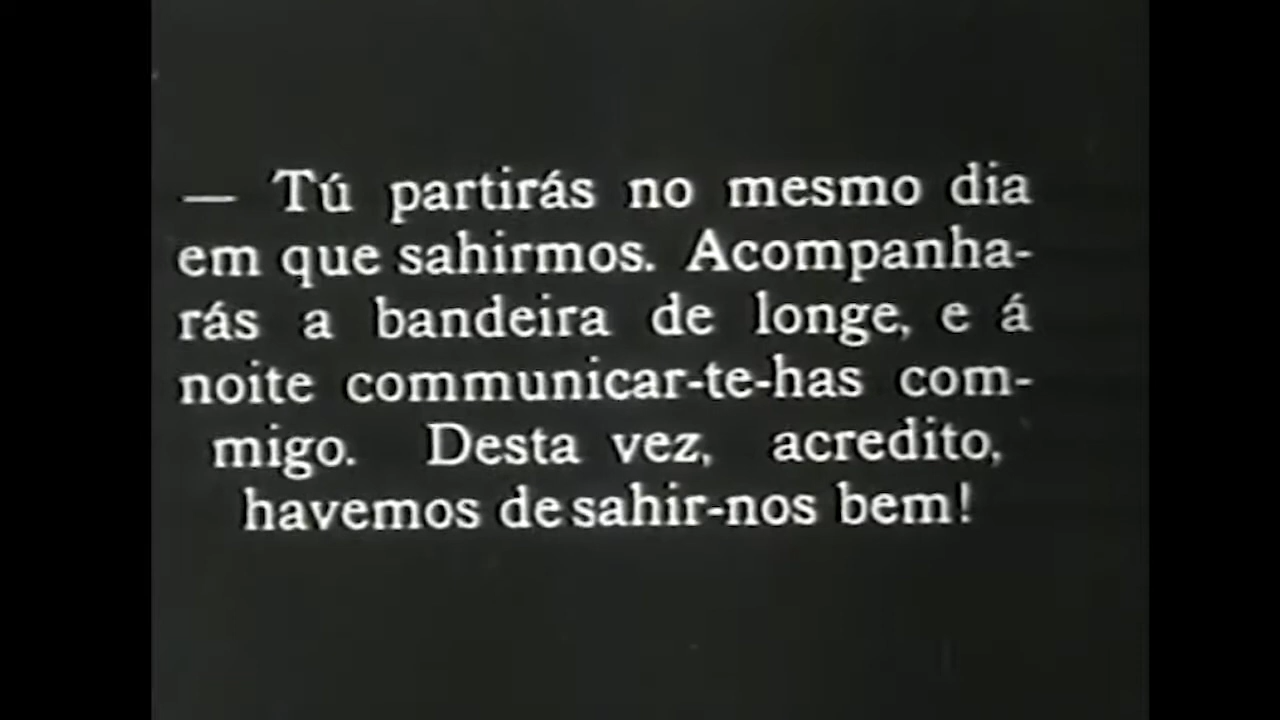 — Tú partirás no mesmo dia
em que sahirmos. Acompanha-
rás a bandeira de longe, e á
noite communicar-te-has com-
migo. Desta vez, acredito,
havemos de sahir-nos bem!